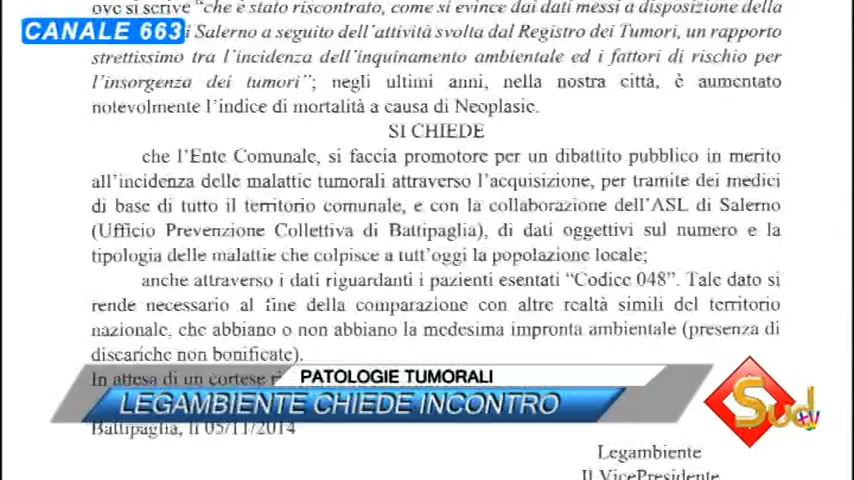 ove si scrive "che è stato riscontrato, come si evince dai dati messi a disposizione della
CANALE 663
i Salerno a seguito dell'attività svolta dal Registro dei Tumori, un rapporto
strettissimo tra l'incidenza dell'inquinamento ambientale ed i fattori di rischio per
l'insorgenza dei tumori"; negli ultimi anni, nella nostra città, è aumentato
notevolmente l'indice di mortalità a causa di Neoplasie.
SI CHIEDE
che l'Ente Comunale, si faccia promotore per un dibattito pubblico in merito
all'incidenza delle malattie tumorali attraverso l'acquisizione, per tramite dei medici
di base di tutto il territorio comunale, e con la collaborazione dell'ASL di Salerno
(Ufficio Prevenzione Collettiva di Battipaglia), di dati oggettivi sul numero e la
tipologia delle malattie che colpisce a tutt'oggi la popolazione locale;
anche attraverso i dati riguardanti i pazienti esentati "Codice 048". Tale dato si
rende necessario al fine della comparazione con altre realtà simili del territorio
nazionale, che abbiano o non abbiano la medesima impronta ambientale (presenza di
discariche non bonificate).
In attesa di un cortese
PATOLOGIE TUMORALI
LEGAMBIENTE CHIEDE INCONTRO
Sud tv
Battipaglia, lì 05/11/2014
Legambiente
Il VicePresidente